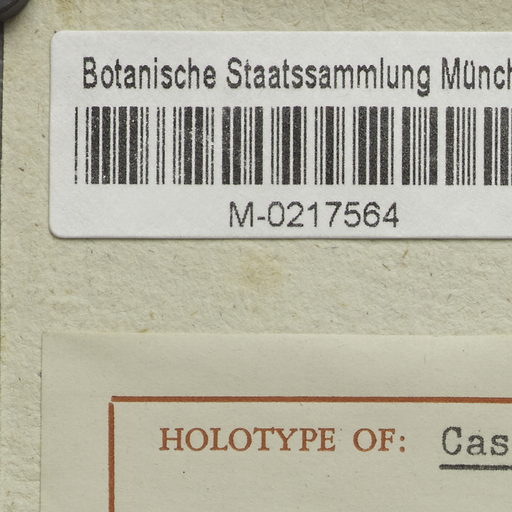 Botanische Staatssammlung Münch
M-0217564
HOLOTYPE OF: Cas